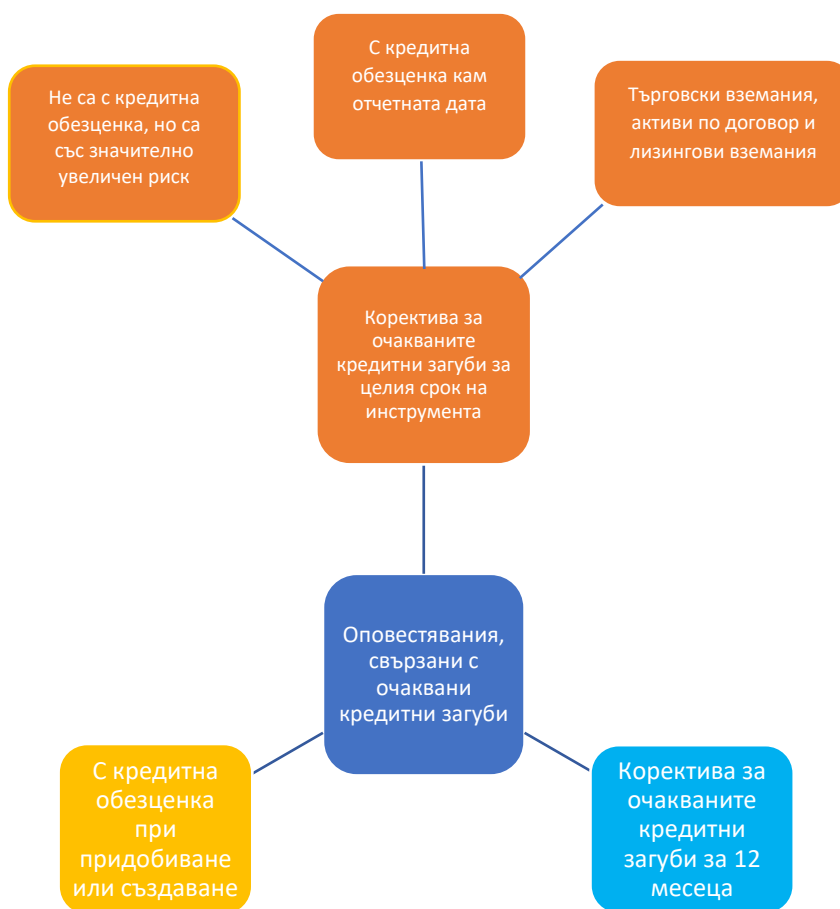 С кредитна
обезценка кам
отчетната дата
Не са с кредитна
обезценка, но са
със значително
увеличен риск
Търговски вземания,
активи по договор и
лизингови вземания
Коректива за
очакваните
кредитни загуби за
целия срок на
инструмента
Оповестявания,
свързани с
очаквани
кредитни загуби
С кредитна
обезценка
при
придобиване
или създаване
Коректива за
очакваните
кредитни
загуби за 12
месеца